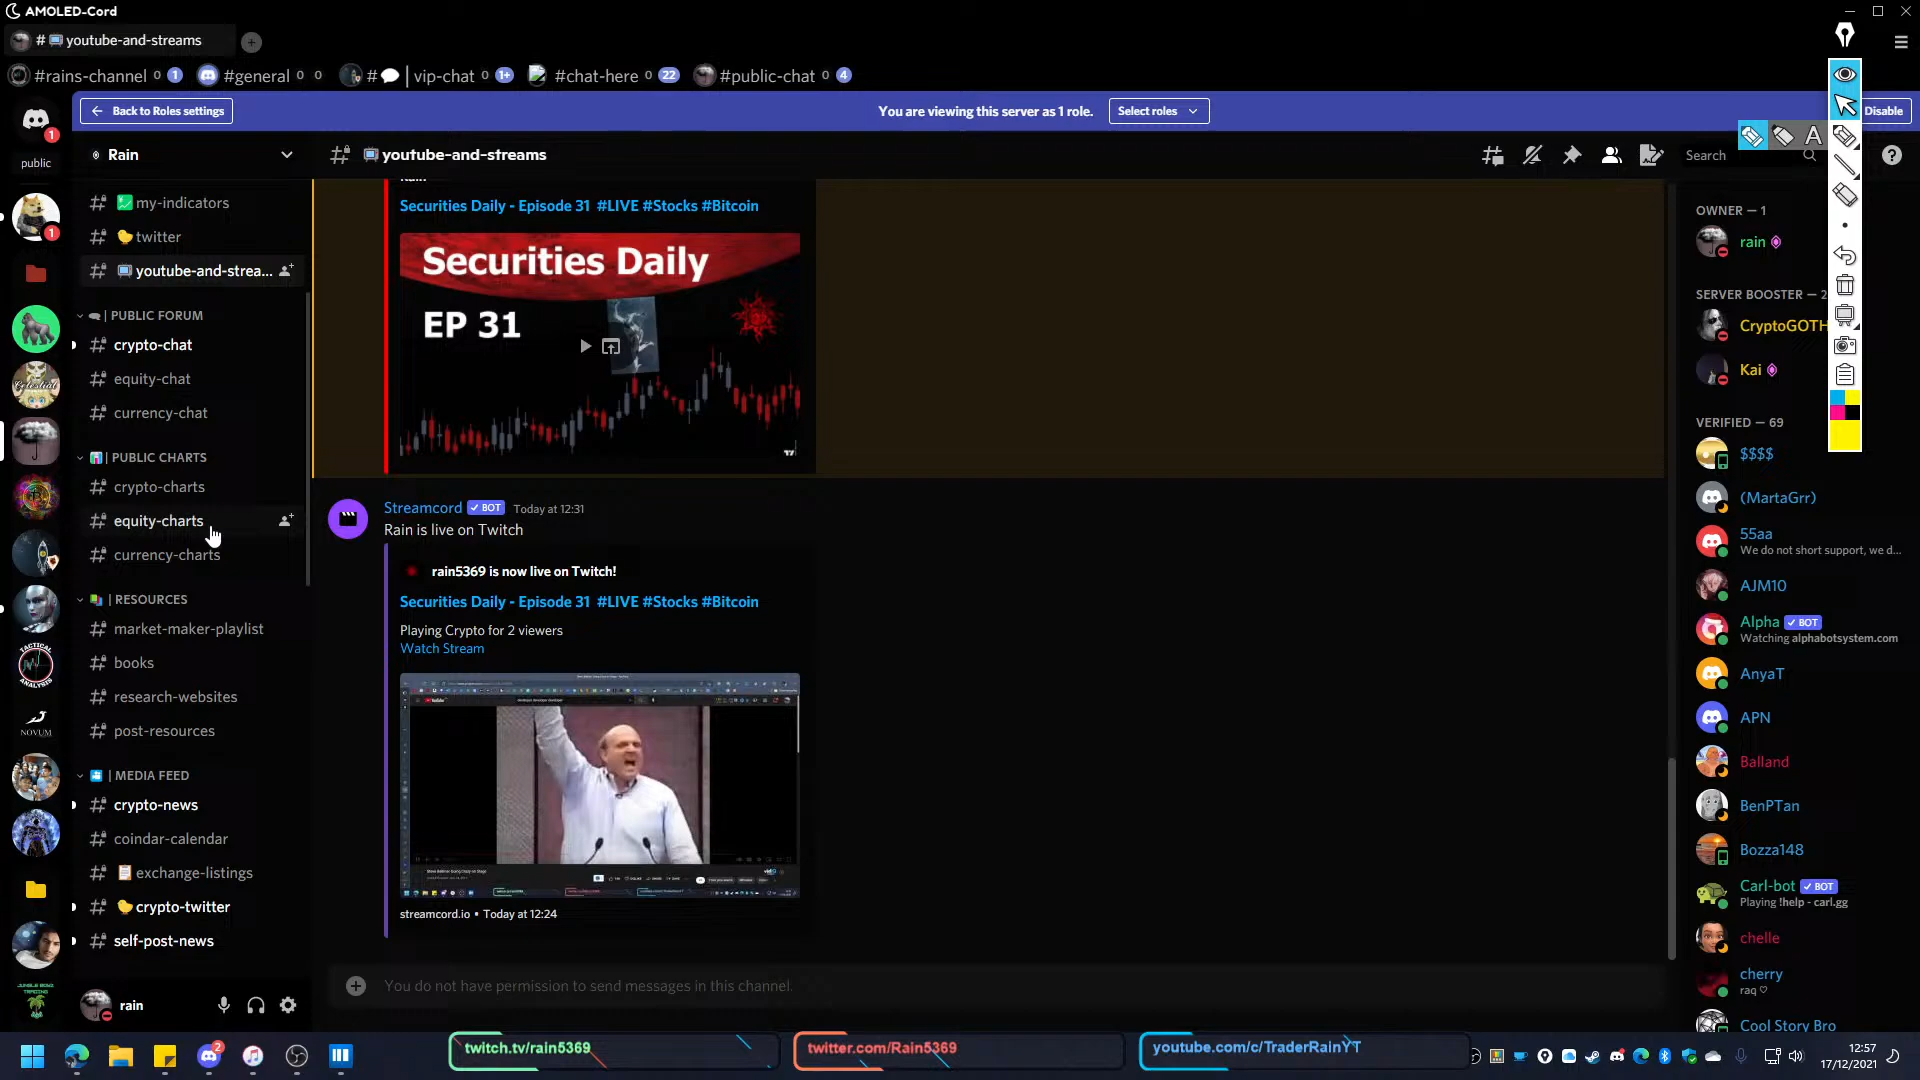 AMOLED-Cord
# youtube-and-streams
#rains-channel 0 1 #general 0 0 # | vip-chat 0 1+ #chat-here 0 22 #public-chat 0 4
Back to Roles settings
You are viewing this server as 1 role.
Select roles
Disable
public
Rain
youtube-and-streams
Search
my-indicators
twitter
youtube-and-strea...
| PUBLIC FORUM
crypto-chat
equity-chat
currency-chat
| PUBLIC CHARTS
crypto-charts
equity-charts
currency-charts
| RESOURCES
market-maker-playlist
books
research-websites
post-resources
| MEDIA FEED
crypto-news
coindar-calendar
exchange-listings
crypto-twitter
self-post-news
rain
Celestial
TACTICAL
ANALYSIS
NOVUM
JUNGLE BOYZ
TRADING
Securities Daily - Episode 31 #LIVE #Stocks #Bitcoin
Securities Daily
EP 31
Streamcord BOT Today at 12:31
Rain is live on Twitch
rain5369 is now live on Twitch!
Securities Daily - Episode 31 #LIVE #Stocks #Bitcoin
Playing Crypto for 2 viewers
Watch Stream
streamcord.io • Today at 12:24
You do not have permission to send messages in this channel.
OWNER — 1
rain
SERVER BOOSTER — 2
CryptoGOTH
Kai
VERIFIED — 69
$$$$
(MartaGrr)
55aa
We do not short support, we d...
AJM10
Alpha BOT
Watching alphabotsystem.com
AnyaT
APN
Balland
BenPTan
Bozza148
Carl-bot BOT
Playing !help - carl.gg
chelle
cherry
raq ♡
Cool Story Bro
A
twitch.tv/rain5369
twitter.com/Rain5369
youtube.com/c/TraderRainYT
12:57
17/12/2021